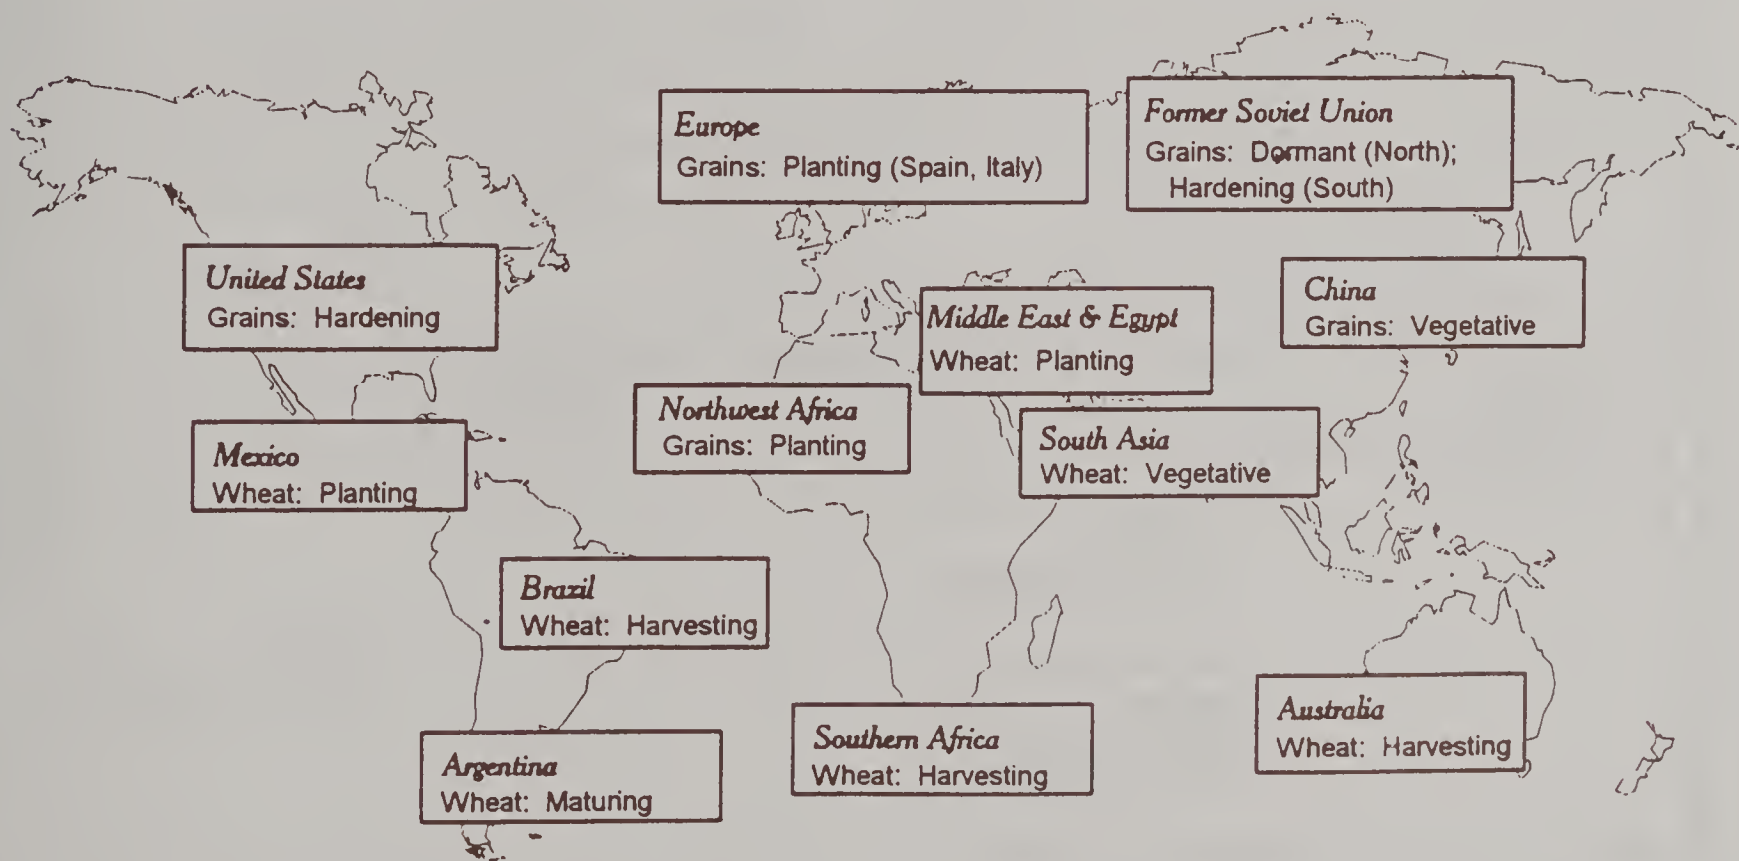 Europe
Grains: Planting (Spain, Italy)
Former Soviet Union
Grains: Dormant (North);
Hardening (South)
United States
Grains: Hardening
China
Grains: Vegetative
Middle East & Egypt
Wheat: Planting
Northwest Africa
Grains: Planting
South Asia
Wheat: Vegetative
Mexico
Wheat: Planting
Brazil
Wheat: Harvesting
Australia
Wheat: Harvesting
Southern Africa
Wheat: Harvesting
Argentina
Wheat: Maturing